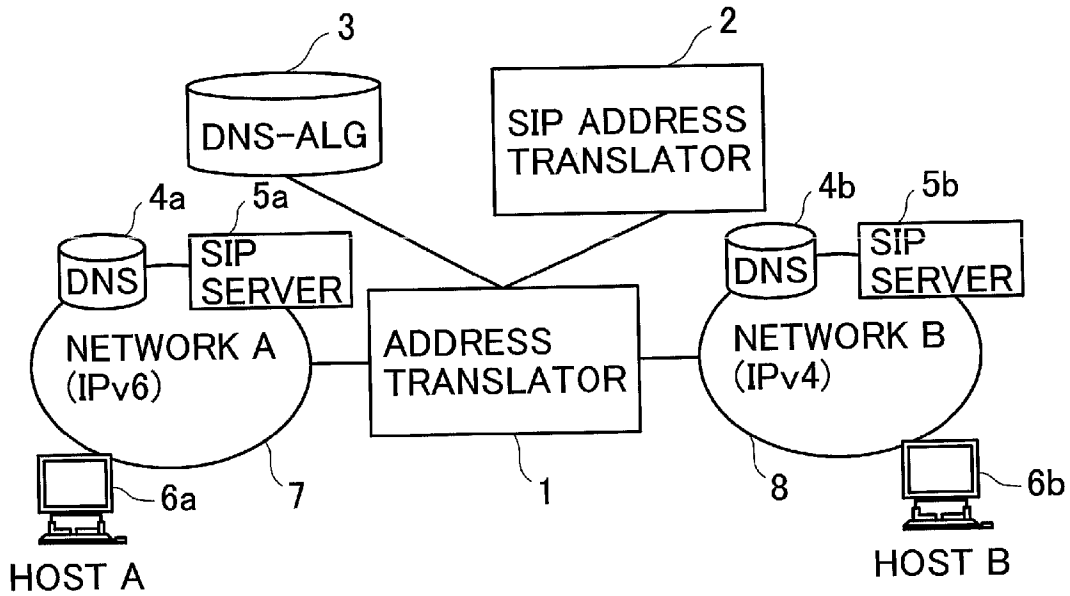 3
2
DNS-ALG
SIP ADDRESS
TRANSLATOR
4a
5a
4b
5b
DNS
SIP
SERVER
DNS
SIP
SERVER
NETWORK A
(IPv6)
ADDRESS
TRANSLATOR
NETWORK B
(IPv4)
6a
7
1
8
6b
HOST A
HOST B